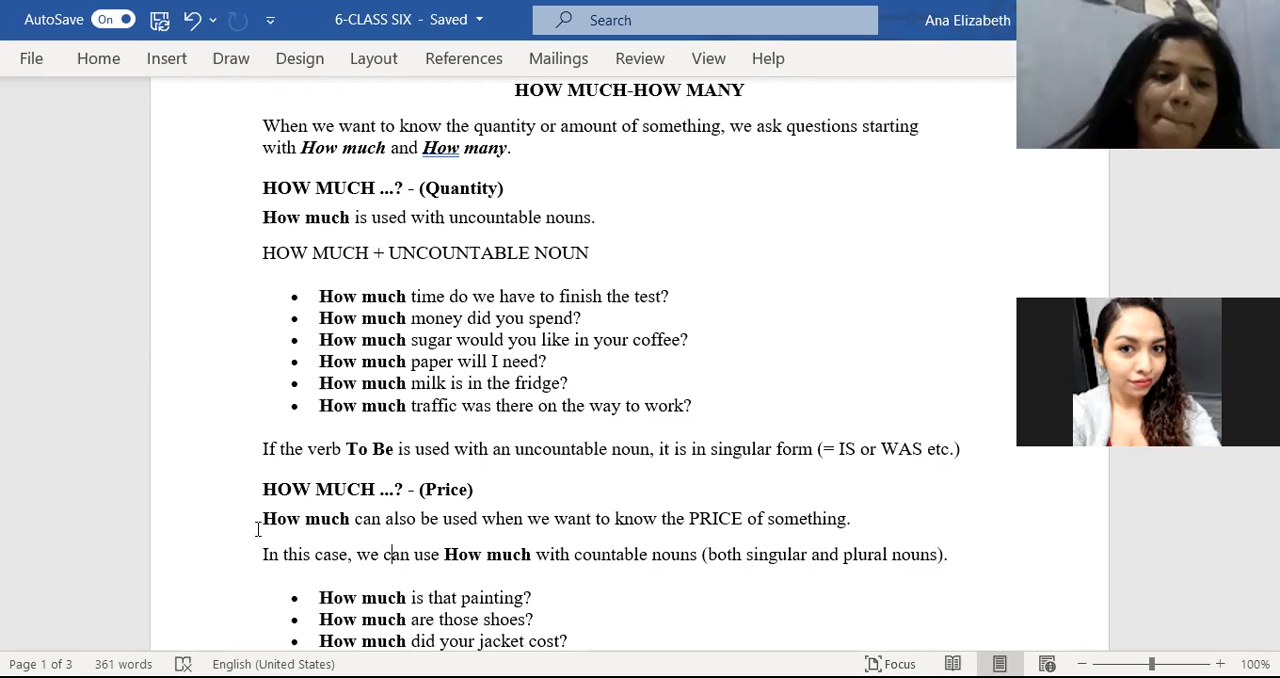 AutoSave On 6-CLASS SIX - Saved Search Ana Elizabeth
File Home Insert Draw Design Layout References Mailings Review View Help
HOW MUCH-HOW MANY
When we want to know the quantity or amount of something, we ask questions starting
with How much and How many.
HOW MUCH ...? - (Quantity)
How much is used with uncountable nouns.
HOW MUCH + UNCOUNTABLE NOUN
• How much time do we have to finish the test?
• How much money did you spend?
• How much sugar would you like in your coffee?
• How much paper will I need?
• How much milk is in the fridge?
• How much traffic was there on the way to work?
If the verb To Be is used with an uncountable noun, it is in singular form (= IS or WAS etc.)
HOW MUCH ...? - (Price)
How much can also be used when we want to know the PRICE of something.
In this case, we can use How much with countable nouns (both singular and plural nouns).
• How much is that painting?
• How much are those shoes?
• How much did your jacket cost?
Page 1 of 3 361 words English (United States) Focus 100%